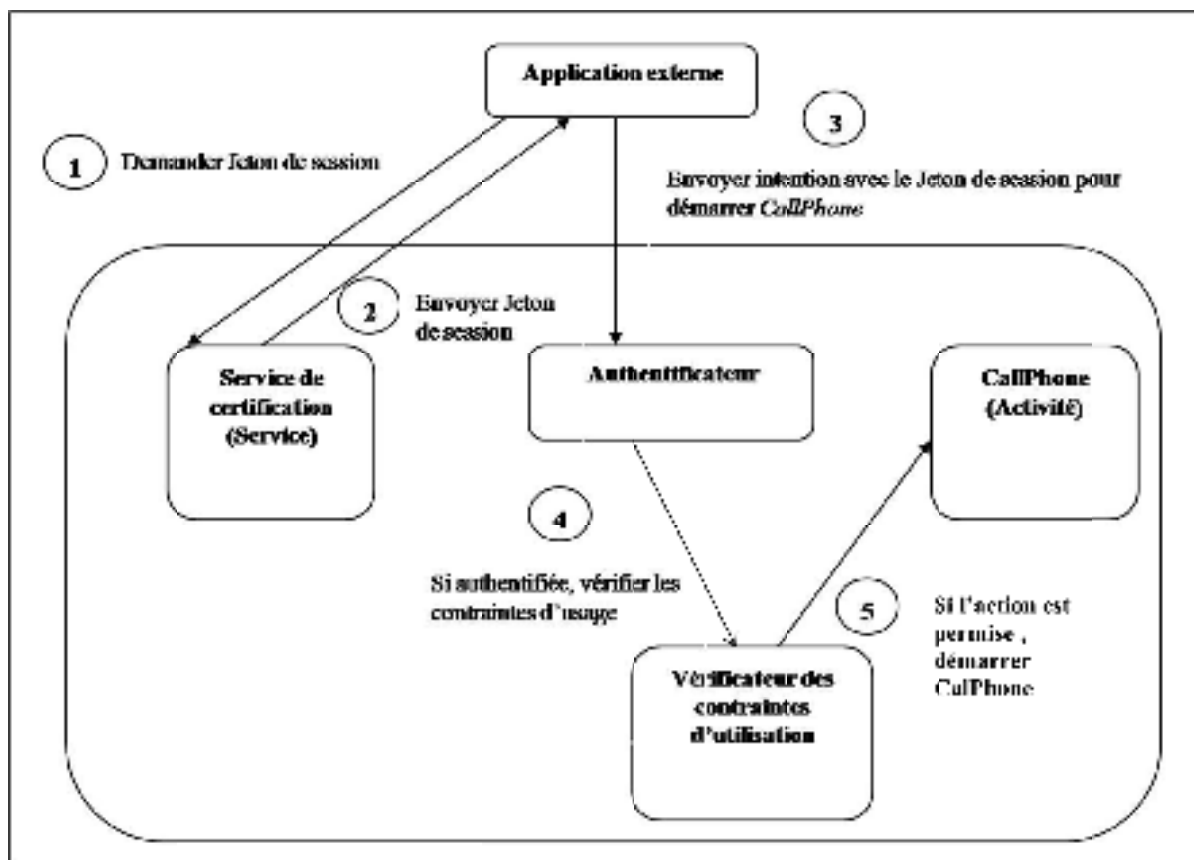 Application externe
1
Demander Jeton de session
3
Envoyer intention avec le Jeton de session pour
démarrer CallPhone
2
Envoyer Jeton
de session
Service de
certification
(Service)
Authentificateur
CallPhone
(Activité)
4
Si authentifiée, vérifier les
contraintes d'usage
5
Si l'action est
permise ,
démarrer
CalPhone
Vérificateur des
contraintes
d'utilisation